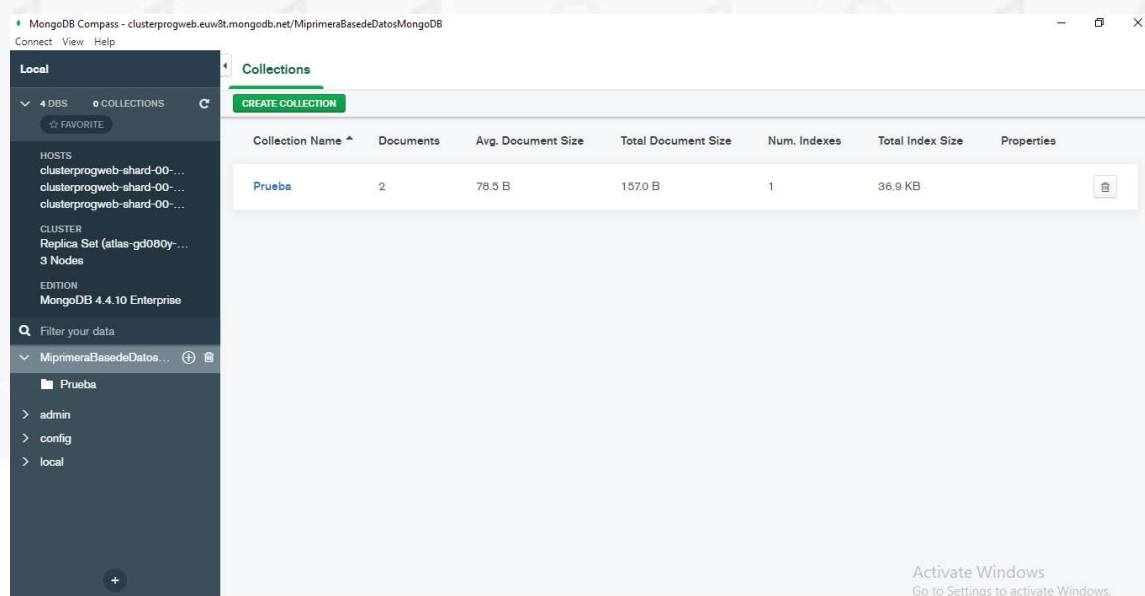 MongoDB Compass - clusterprogweb.euw8t.mongodb.net/MiprimeraBasedeDatosMongoDB
Connect View Help
Local
4 DBS 0 COLLECTIONS
FAVORITE
HOSTS
clusterprogweb-shard-00-...
clusterprogweb-shard-00-...
clusterprogweb-shard-00-...
CLUSTER
Replica Set (atlas-gd080y-...
3 Nodes
EDITION
MongoDB 4.4.10 Enterprise
Filter your data
MiprimeraBasedeDatos...
Prueba
admin
config
local
Collections
CREATE COLLECTION
Collection Name Documents Avg. Document Size Total Document Size Num. Indexes Total Index Size Properties
Prueba 2 78.5 B 157.0 B 1 36.9 KB
Activate Windows
Go to Settings to activate Windows.